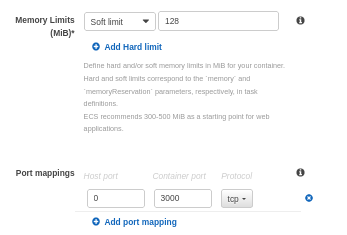 Memory Limits
(MiB)*
Soft limit
128
Add Hard limit
Define hard and/or soft memory limits in MiB for your container.
Hard and soft limits correspond to the `memory` and
`memoryReservation` parameters, respectively, in task
definitions.
ECS recommends 300-500 MiB as a starting point for web
applications.
Port mappings
Host port Container port Protocol
0 3000 tcp
Add port mapping